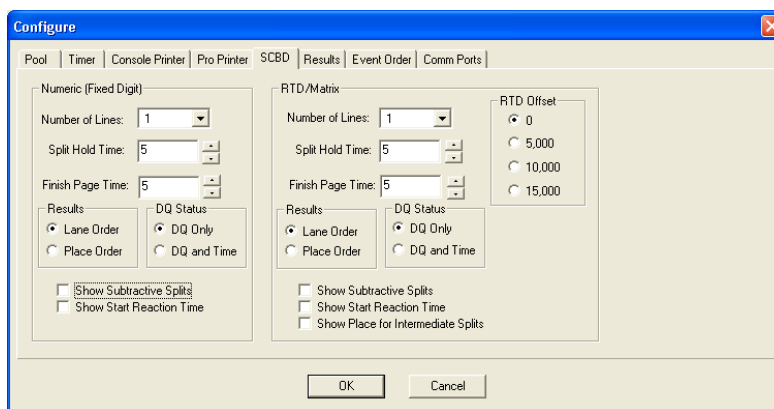 Configure
Pool Timer Console Printer Pro Printer SCBD Results Event Order Comm Ports
Numeric (Fixed Digit)
Number of Lines: 1
Split Hold Time: 5
Finish Page Time: 5
Results
Lane Order
Place Order
DQ Status
DQ Only
DQ and Time
Show Subtractive Splits
Show Start Reaction Time
RTD/Matrix
Number of Lines: 1
Split Hold Time: 5
Finish Page Time: 5
Results
Lane Order
Place Order
DQ Status
DQ Only
DQ and Time
Show Subtractive Splits
Show Start Reaction Time
Show Place for Intermediate Splits
RTD Offset
0
5,000
10,000
15,000
OK Cancel